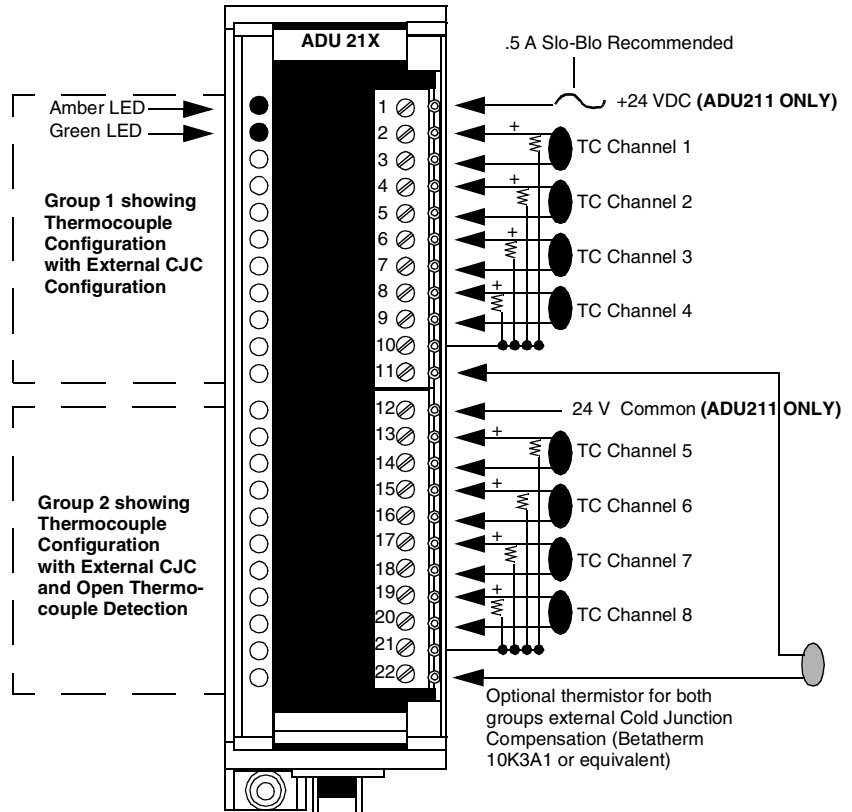 ADU 21X
.5 A Slo-Blo Recommended
Amber LED
Green LED
+24 VDC (ADU211 ONLY)
1
2
3
4
5
6
7
8
9
10
11
+
TC Channel 1
+
TC Channel 2
+
TC Channel 3
+
TC Channel 4
Group 1 showing
Thermocouple
Configuration
with External CJC
Configuration
12
13
14
15
16
17
18
19
20
21
22
24 V Common (ADU211 ONLY)
+
TC Channel 5
+
TC Channel 6
+
TC Channel 7
+
TC Channel 8
Group 2 showing
Thermocouple
Configuration
with External CJC
and Open Thermo-
couple Detection
Optional thermistor for both
groups external Cold Junction
Compensation (Betatherm
10K3A1 or equivalent)